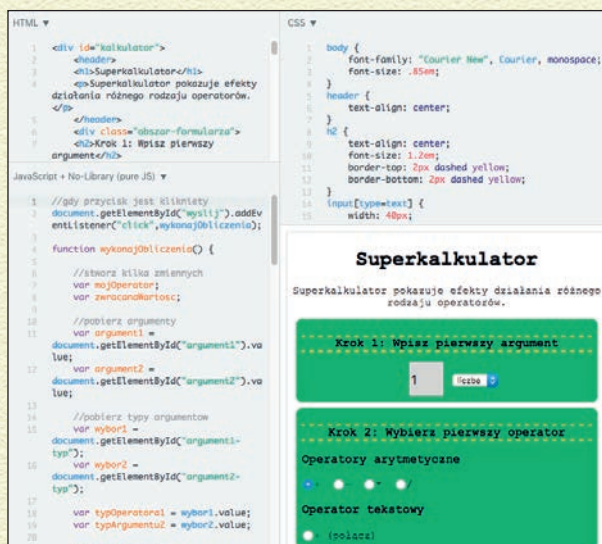 HTML ▼
1 <div id="kalkulator">
2 <header>
3 <h1>Superkalkulator</h1>
4 <p>Superkalkulator pokazuje efekty
działania różnego rodzaju operatorów.
</p>
5 </header>
6 <div class="obszar-formularza">
7 <h2>Krok 1: Wpisz pierwszy
argument</h2>
JavaScript + No-Library (pure JS) ▼
1 //gdy przycisk jest kliknięty
2 document.getElementById("wyslij").addEv
entListener("click",wykonajObliczenia);
3
4 function wykonajObliczenia() {
5
6 //stworz kilka zmiennych
7 var mojOperator;
8 var zwracanaWartosc;
9
10 //pobierz argumenty
11 var argument1 =
document.getElementById("argument1").va
lue;
12 var argument2 =
document.getElementById("argument2").va
lue;
13
14 //pobierz typy argumentow
15 var wybor1 =
document.getElementById("argument1-
typ");
16 var wybor2 =
document.getElementById("argument2-
typ");
17
18 var typOperatora1 = wybor1.value;
19 var typArgumentu2 = wybor2.value;
20
CSS ▼
1 body {
2 font-family: "Courier New", Courier, monospace;
3 font-size: .85em;
4 }
5 header {
6 text-align: center;
7 }
8 h2 {
9 text-align: center;
10 font-size: 1.2em;
11 border-top: 2px dashed yellow;
12 border-bottom: 2px dashed yellow;
13 }
14 input[type=text] {
15 width: 40px;
Superkalkulator
Superkalkulator pokazuje efekty działania różnego
rodzaju operatorów.
Krok 1: Wpisz pierwszy argument
1 liczba
Krok 2: Wybierz pierwszy operator
Operatory arytmetyczne
+ - * /
Operator tekstowy
+ (połącz)